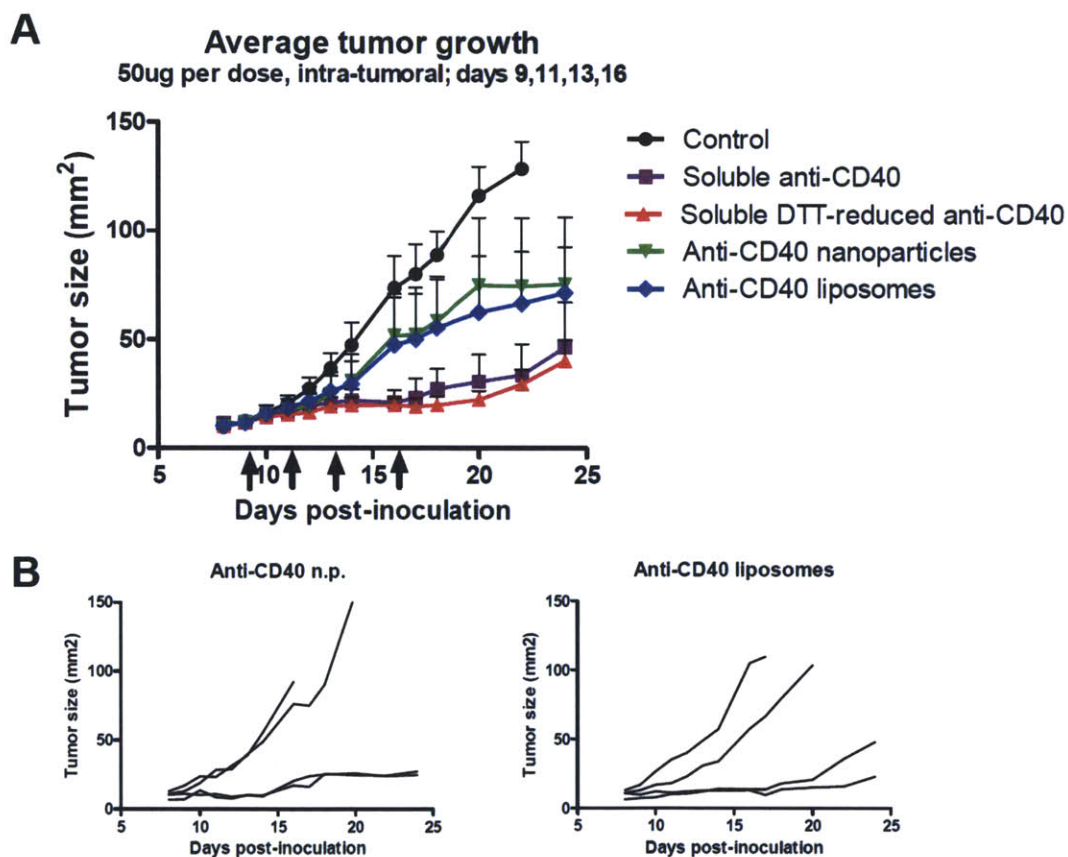 A
Average tumor growth
50ug per dose, intra-tumoral; days 9,11,13,16
150
100
50
0
Tumor size (mm²)
5
10
15
20
25
Days post-inoculation
Control
Soluble anti-CD40
Soluble DTT-reduced anti-CD40
Anti-CD40 nanoparticles
Anti-CD40 liposomes
B
Anti-CD40 n.p.
150
100
50
0
Tumor size (mm2)
5
10
15
20
25
Days post-inoculation
Anti-CD40 liposomes
150
100
50
0
Tumor size (mm2)
5
10
15
20
25
Days post-inoculation